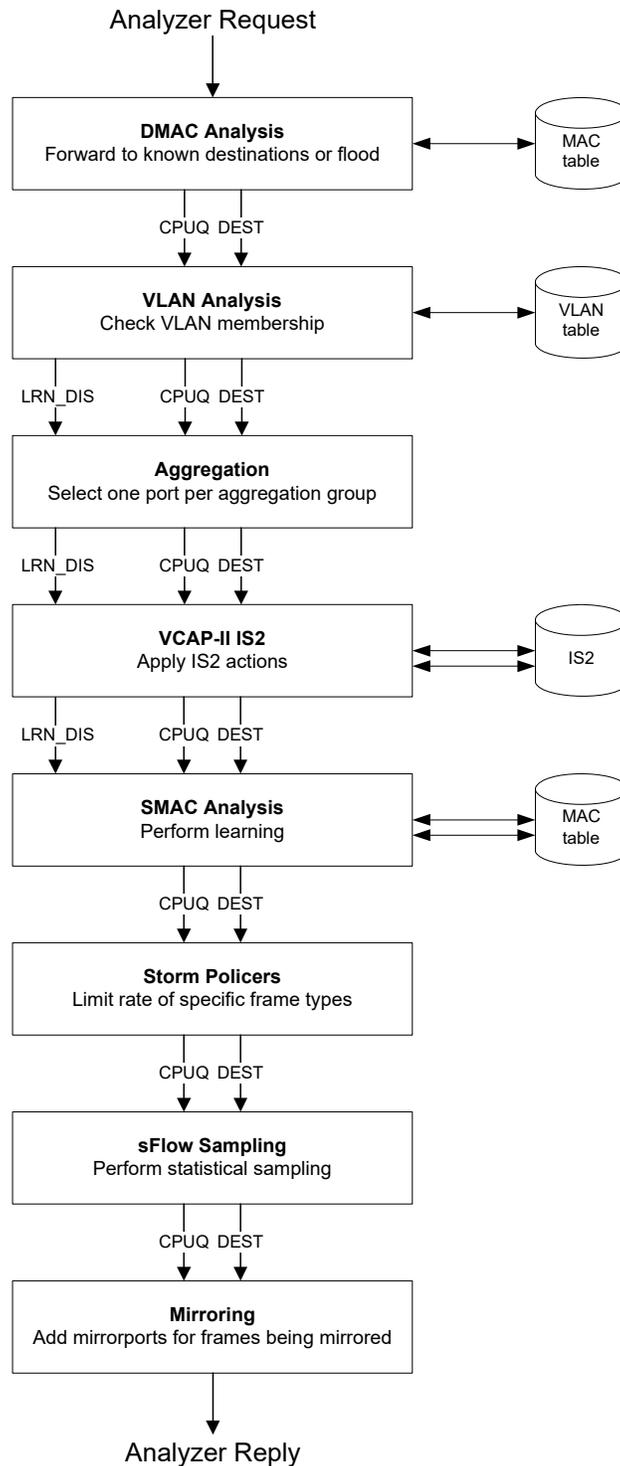 Analyzer Request
DMAC Analysis
Forward to known destinations or flood
MAC
table
CPUQ DEST
VLAN Analysis
Check VLAN membership
VLAN
table
LRN_DIS CPUQ DEST
Aggregation
Select one port per aggregation group
LRN_DIS CPUQ DEST
VCAP-II IS2
Apply IS2 actions
IS2
LRN_DIS CPUQ DEST
SMAC Analysis
Perform learning
MAC
table
CPUQ DEST
Storm Policers
Limit rate of specific frame types
CPUQ DEST
sFlow Sampling
Perform statistical sampling
CPUQ DEST
Mirroring
Add mirrorports for frames being mirrored
Analyzer Reply